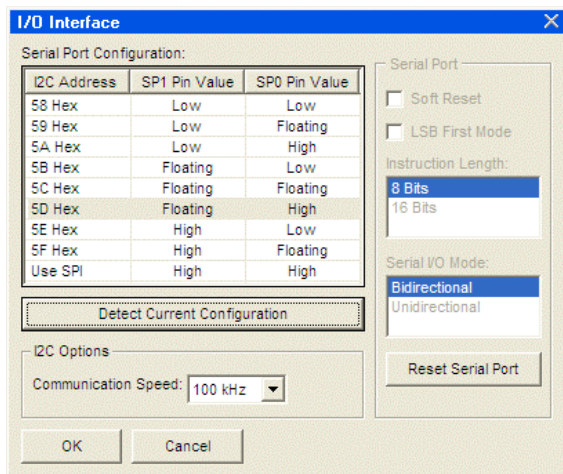 I/O Interface
Serial Port Configuration:
I2C Address SP1 Pin Value SP0 Pin Value
58 Hex Low Low
59 Hex Low Floating
5A Hex Low High
5B Hex Floating Low
5C Hex Floating Floating
5D Hex Floating High
5E Hex High Low
5F Hex High Floating
Use SPI High High
Detect Current Configuration
I2C Options
Communication Speed: 100 kHz
OK Cancel
Serial Port
Soft Reset
LSB First Mode
Instruction Length:
8 Bits
16 Bits
Serial I/O Mode:
Bidirectional
Unidirectional
Reset Serial Port